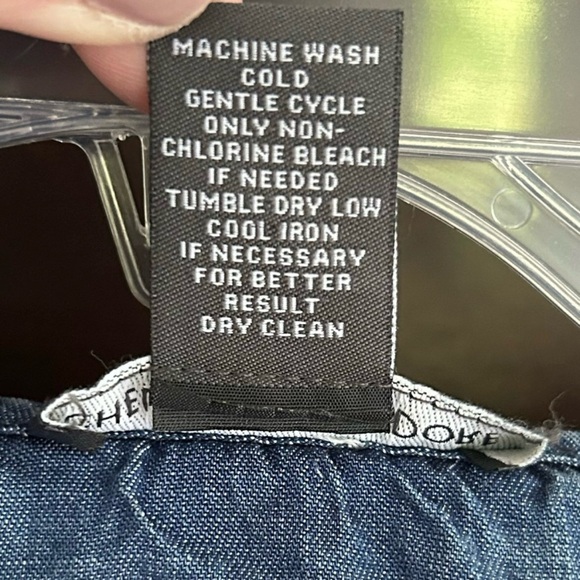 MACHINE WASH
COLD
GENTLE CYCLE
ONLY NON-
CHLORINE BLEACH
IF NEEDED
TUMBLE DRY LOW
COOL IRON
IF NECESSARY
FOR BETTER
RESULT
DRY CLEAN